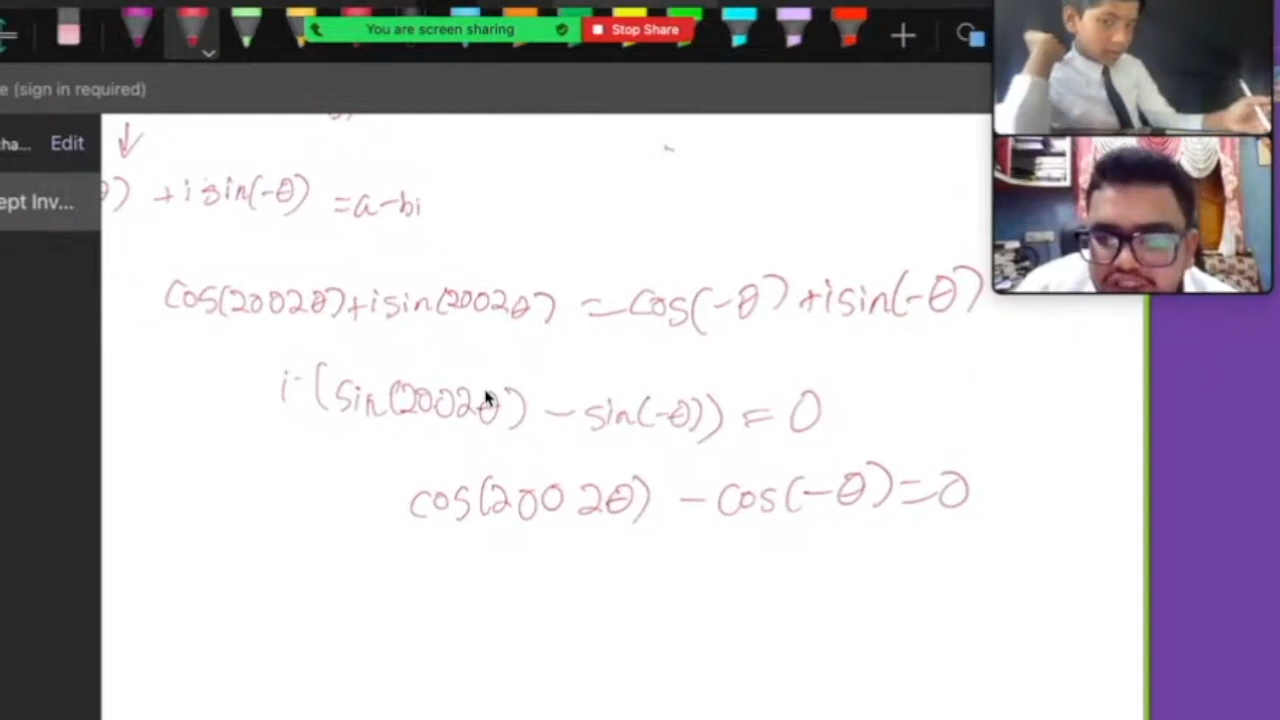 You are screen sharing
Stop Share
e (sign in required)
cha... Edit
ept Inv...
θ) + i sin(-θ) = a - bi
cos(2002θ) + i sin(2002θ) = cos(-θ) + i sin(-θ)
i · (sin(2002θ) - sin(-θ)) = 0
cos(2002θ) - cos(-θ) = 0